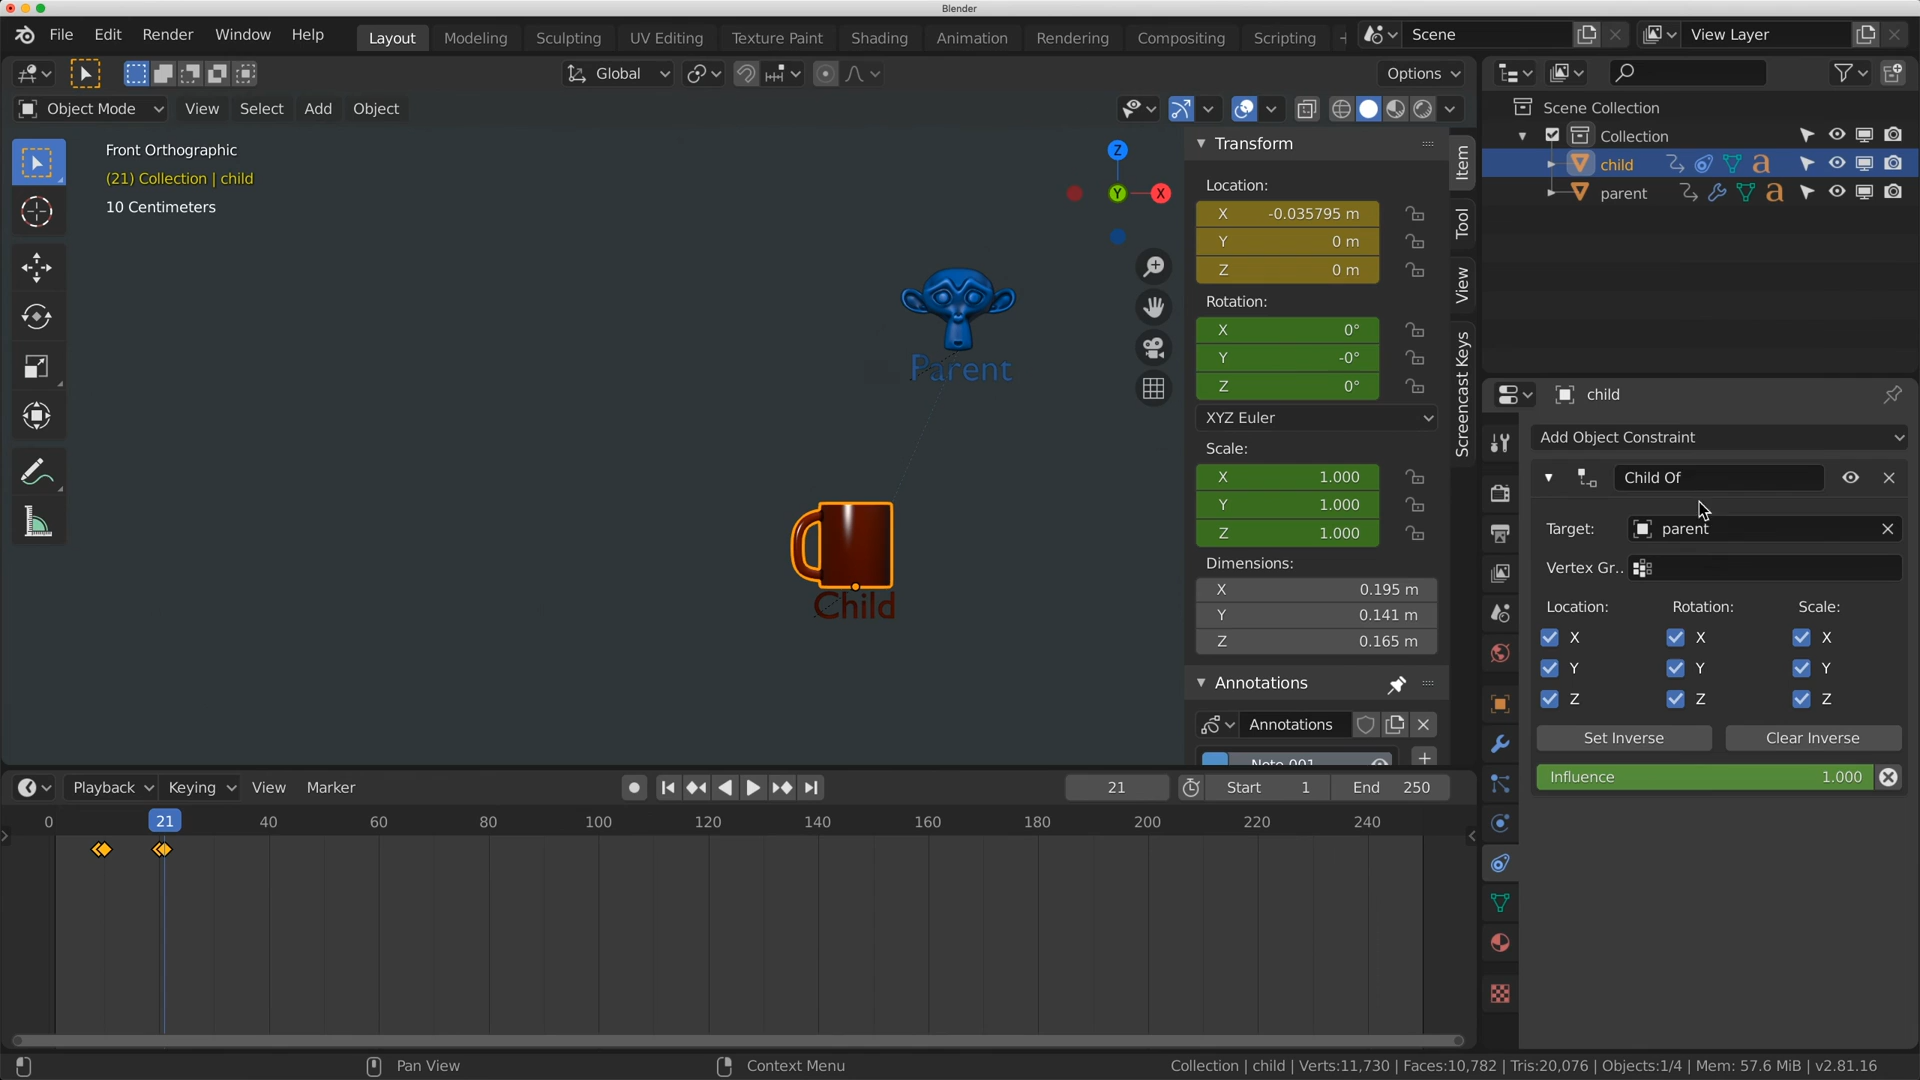 Blender
File Edit Render Window Help Layout Modeling Sculpting UV Editing Texture Paint Shading Animation Rendering Compositing Scripting Scene View Layer
Global Options
Object Mode View Select Add Object
Front Orthographic
(21) Collection | child
10 Centimeters
Z
Y
X
Parent
Child
Transform
Location:
X -0.035795 m
Y 0 m
Z 0 m
Rotation:
X 0°
Y -0°
Z 0°
XYZ Euler
Scale:
X 1.000
Y 1.000
Z 1.000
Dimensions:
X 0.195 m
Y 0.141 m
Z 0.165 m
Annotations
Annotations
Note.001
Item
Tool
View
Screencast Keys
Scene Collection
Collection
child
parent
child
Add Object Constraint
Child Of
Target: parent
Vertex Gr..
Location: Rotation: Scale:
X X X
Y Y Y
Z Z Z
Set Inverse Clear Inverse
Influence 1.000
Playback Keying View Marker 21 Start 1 End 250
0 21 40 60 80 100 120 140 160 180 200 220 240
Pan View Context Menu Collection | child | Verts:11,730 | Faces:10,782 | Tris:20,076 | Objects:1/4 | Mem: 57.6 MiB | v2.81.16